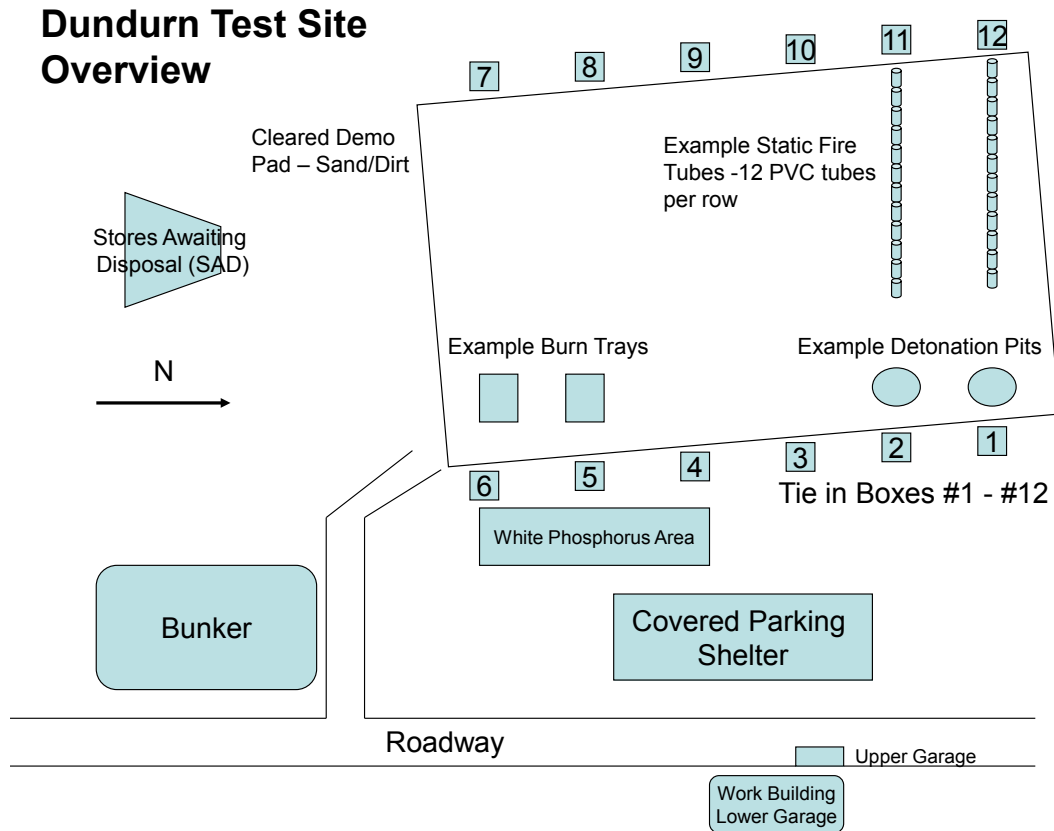 Dundurn Test Site
Overview
7
8
9
10
11
12
Cleared Demo
Pad – Sand/Dirt
Example Static Fire
Tubes -12 PVC tubes
per row
Stores Awaiting
Disposal (SAD)
N
Example Burn Trays
Example Detonation Pits
6
5
4
3
2
1
Tie in Boxes #1 - #12
White Phosphorus Area
Bunker
Covered Parking
Shelter
Roadway
Upper Garage
Work Building
Lower Garage